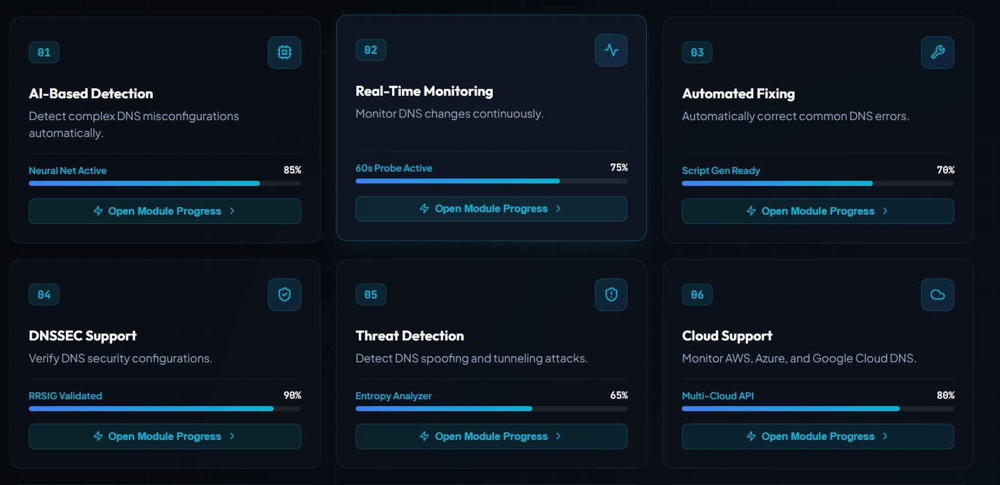 01
AI-Based Detection
Detect complex DNS misconfigurations
automatically.
Neural Net Active 85%
Open Module Progress
02
Real-Time Monitoring
Monitor DNS changes continuously.
60s Probe Active 75%
Open Module Progress
03
Automated Fixing
Automatically correct common DNS errors.
Script Gen Ready 70%
Open Module Progress
04
DNSSEC Support
Verify DNS security configurations.
RRSIG Validated 90%
Open Module Progress
05
Threat Detection
Detect DNS spoofing and tunneling attacks.
Entropy Analyzer 65%
Open Module Progress
06
Cloud Support
Monitor AWS, Azure, and Google Cloud DNS.
Multi-Cloud API 80%
Open Module Progress